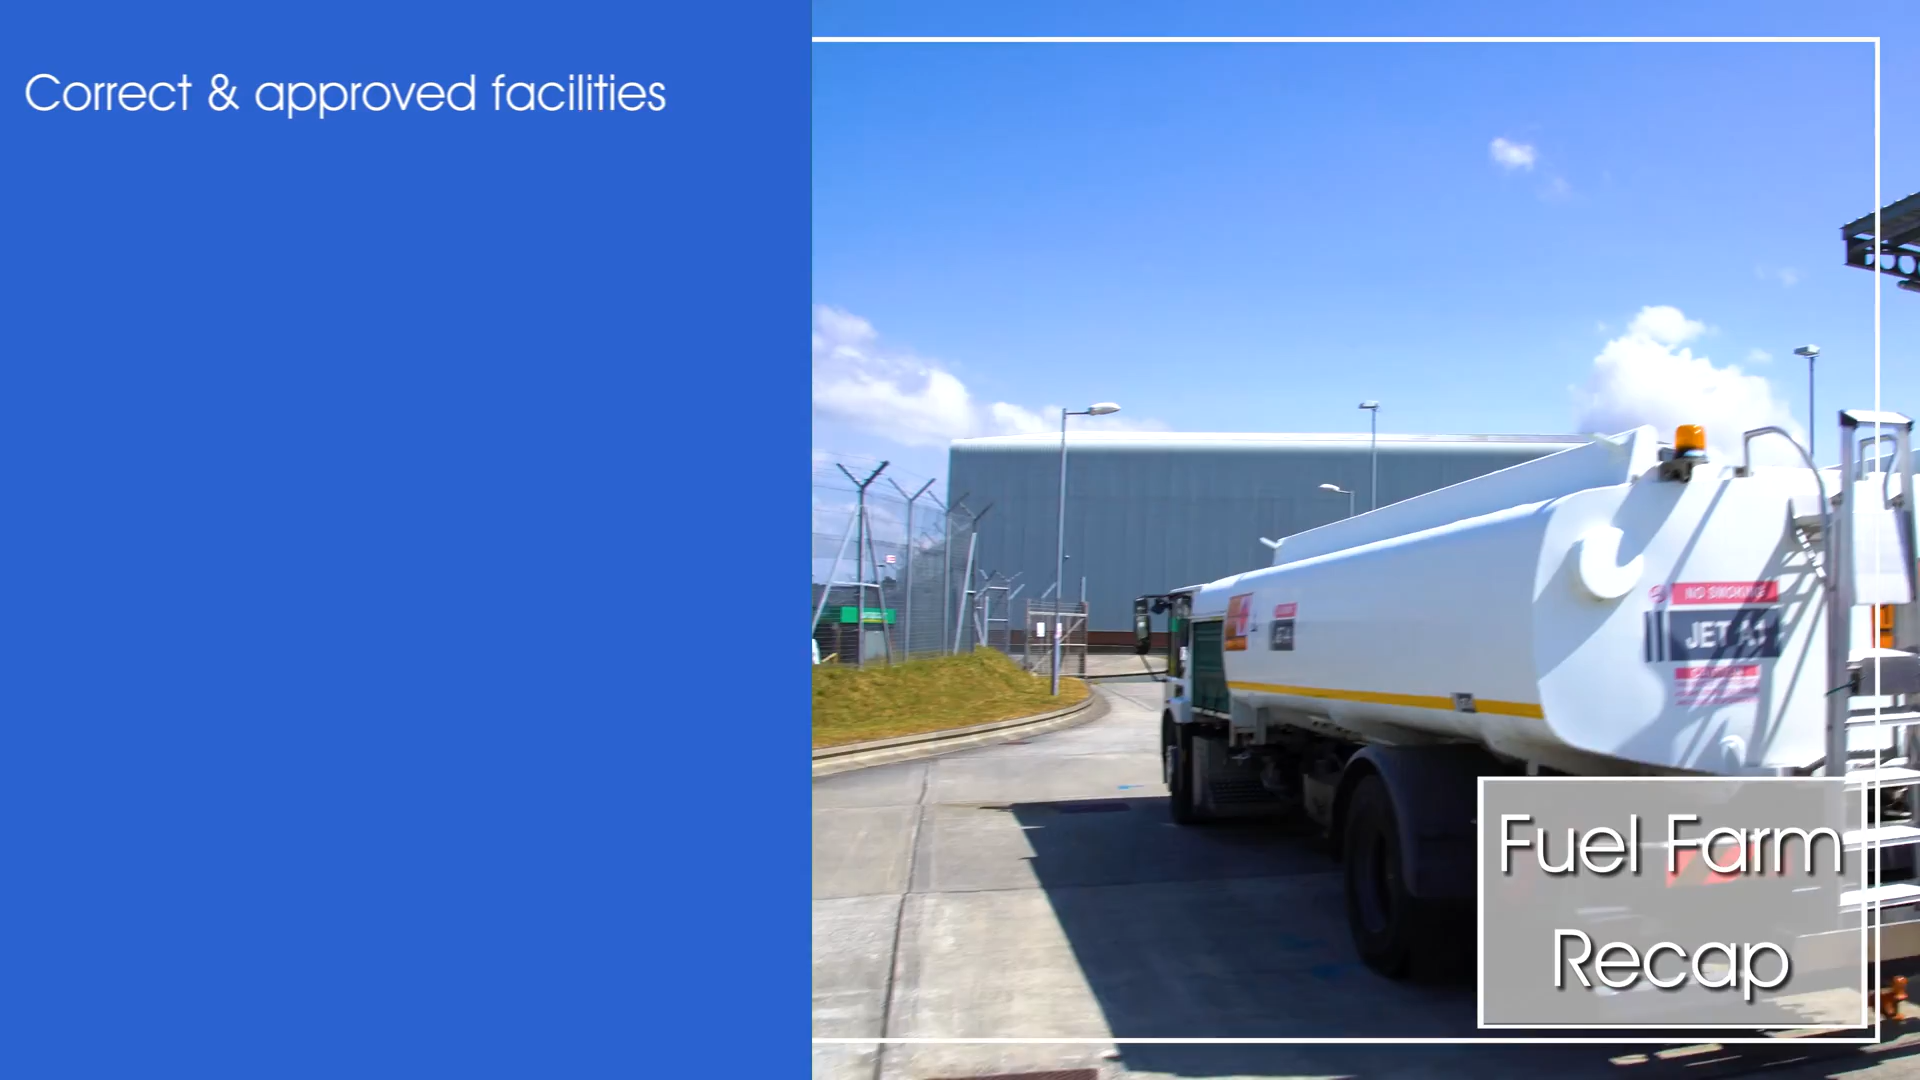 Correct & approved facilities
NO SMOKING
JET A1
Fuel Farm
Recap